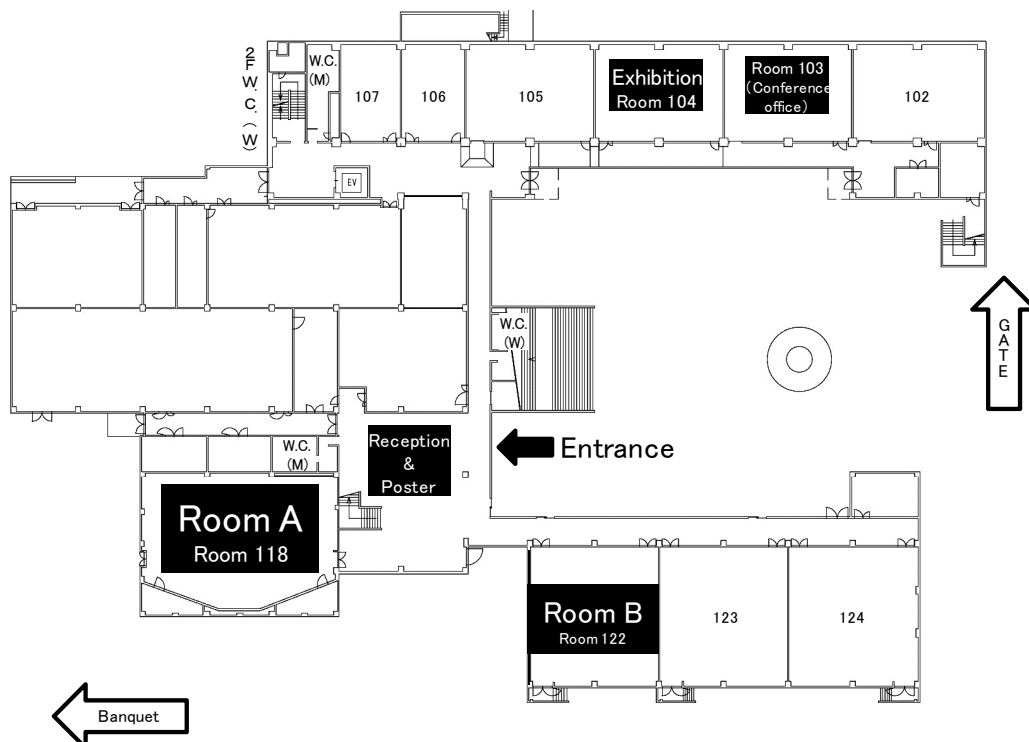 2F W.C.(W)
W.C.
(M)
107
106
105
Exhibition
Room 104
Room 103
(Conference
office)
102
EV
GATE
W.C.
(W)
Entrance
Reception
&
Poster
W.C.
(M)
Room A
Room 118
Room B
Room 122
123
124
Banquet